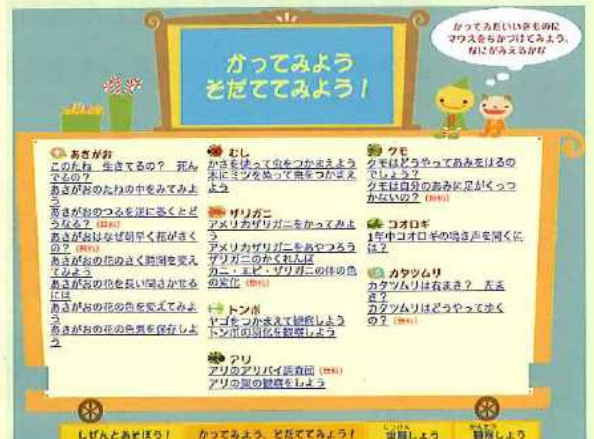 かってみたいいきものに
マウスをちかづけてみよう、
なにがみえるかな
かってみよう
そだててみよう!
あさがお
このたね 生きてるの? 死ん
でるの?
あさがおのたねの中をみてみよ
う
あさがおのつるを逆に巻くとど
うなる? (無料)
あさがおはなぜ朝早く花がさく
の? (無料)
あさがおの花のさく時間を変え
てみよう
あさがおの花を長い間さかせる
には
あさがおの花の色を変えてみよ
う
あさがおの花の色素を保存しよ
う
むし
かさを使って虫をつかまえよう
木にミツをぬって虫をつかまえ
よう
ザリガニ
アメリカザリガニをかってみよ
う
アメリカザリガニをあやつろう
ザリガニのかくれんぼ
カニ・エビ・ザリガニの体の色
の変化 (無料)
トンボ
ヤゴをつかまえて観察しよう
トンボの羽化を観察しよう
アリ
アリのアリバイ調査団 (無料)
アリの巣の観察をしよう
クモ
クモはどうやってあみをはるの
でしょう?
クモは自分のあみに足がくっつ
かないの? (無料)
コオロギ
1年中コオロギの鳴き声を聞くに
は?
カタツムリ
カタツムリは右まき? 左ま
き?
カタツムリはどうやって歩く
の? (無料)
しぜんとあそぼう!
かってみよう、そだててみよう!
じっけん
実験しよう
かんさつ
観察しよう